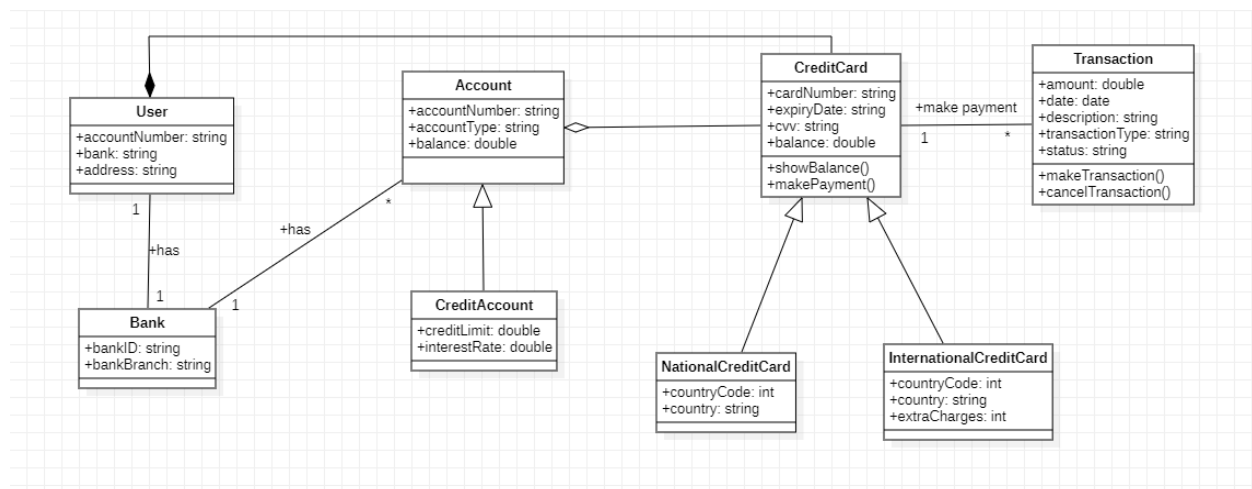 User
+accountNumber: string
+bank: string
+address: string
Account
+accountNumber: string
+accountType: string
+balance: double
CreditCard
+cardNumber: string
+expiryDate: string
+cvv: string
+balance: double
+showBalance()
+makePayment()
+make payment
1
*
Transaction
+amount: double
+date: date
+description: string
+transactionType: string
+status: string
+makeTransaction()
+cancelTransaction()
1
+has
1
*
+has
1
Bank
+bankID: string
+bankBranch: string
CreditAccount
+creditLimit: double
+interestRate: double
NationalCreditCard
+countryCode: int
+country: string
InternationalCreditCard
+countryCode: int
+country: string
+extraCharges: int